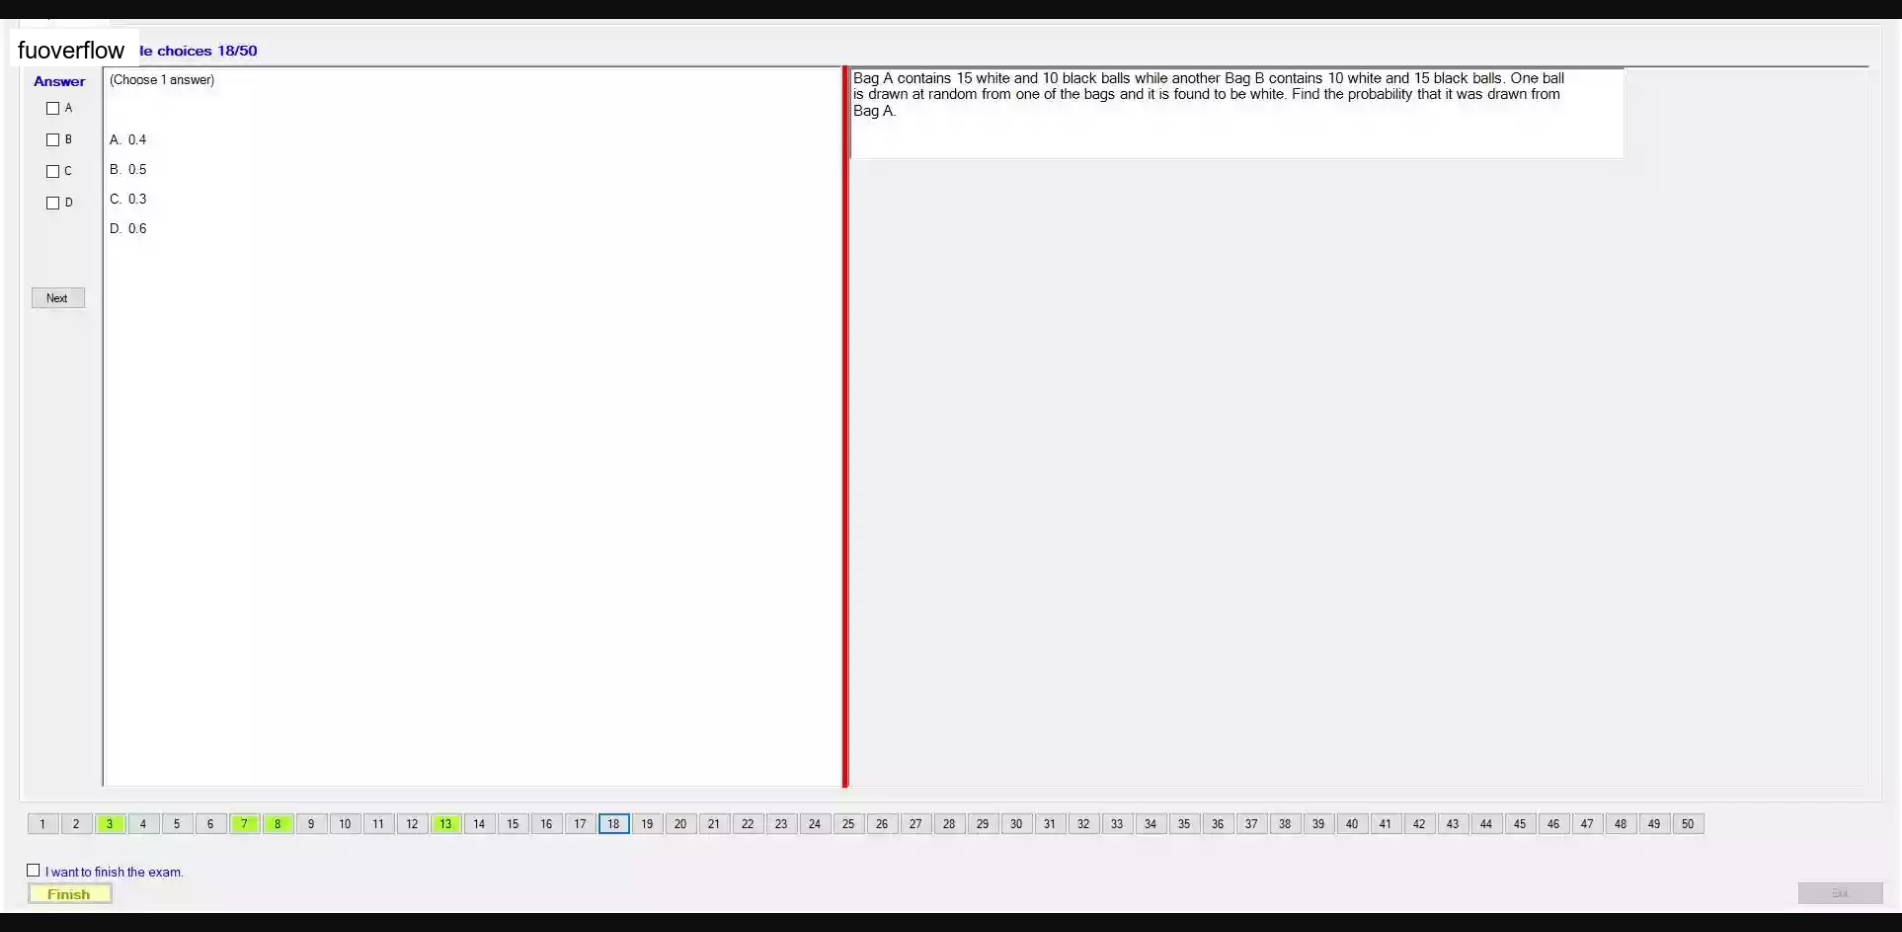 fuoverflow
le choices 18/50
Answer
(Choose 1 answer)
A
B
C
D
A. 0.4
B. 0.5
C. 0.3
D. 0.6
Next
Bag A contains 15 white and 10 black balls while another Bag B contains 10 white and 15 black balls. One ball
is drawn at random from one of the bags and it is found to be white. Find the probability that it was drawn from
Bag A.
1 2 3 4 5 6 7 8 9 10 11 12 13 14 15 16 17 18 19 20 21 22 23 24 25 26 27 28 29 30 31 32 33 34 35 36 37 38 39 40 41 42 43 44 45 46 47 48 49 50
I want to finish the exam.
Finish